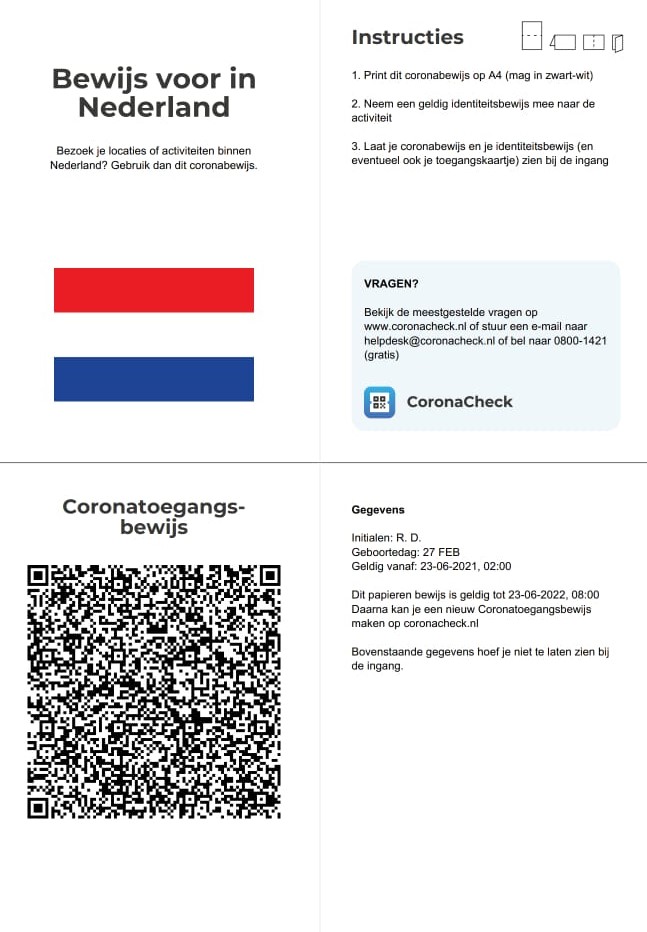 Bewijs voor in
Nederland
Bezoek je locaties of activiteiten binnen
Nederland? Gebruik dan dit coronabewijs.
Instructies
1. Print dit coronabewijs op A4 (mag in zwart-wit)
2. Neem een geldig identiteitsbewijs mee naar de
activiteit
3. Laat je coronabewijs en je identiteitsbewijs (en
eventueel ook je toegangskaartje) zien bij de ingang
VRAGEN?
Bekijk de meestgestelde vragen op
www.coronacheck.nl of stuur een e-mail naar
helpdesk@coronacheck.nl of bel naar 0800-1421
(gratis)
CoronaCheck
Coronatoegangs-
bewijs
Gegevens
Initialen: R. D.
Geboortedag: 27 FEB
Geldig vanaf: 23-06-2021, 02:00
Dit papieren bewijs is geldig tot 23-06-2022, 08:00
Daarna kan je een nieuw Coronatoegangsbewijs
maken op coronacheck.nl
Bovenstaande gegevens hoef je niet te laten zien bij
de ingang.